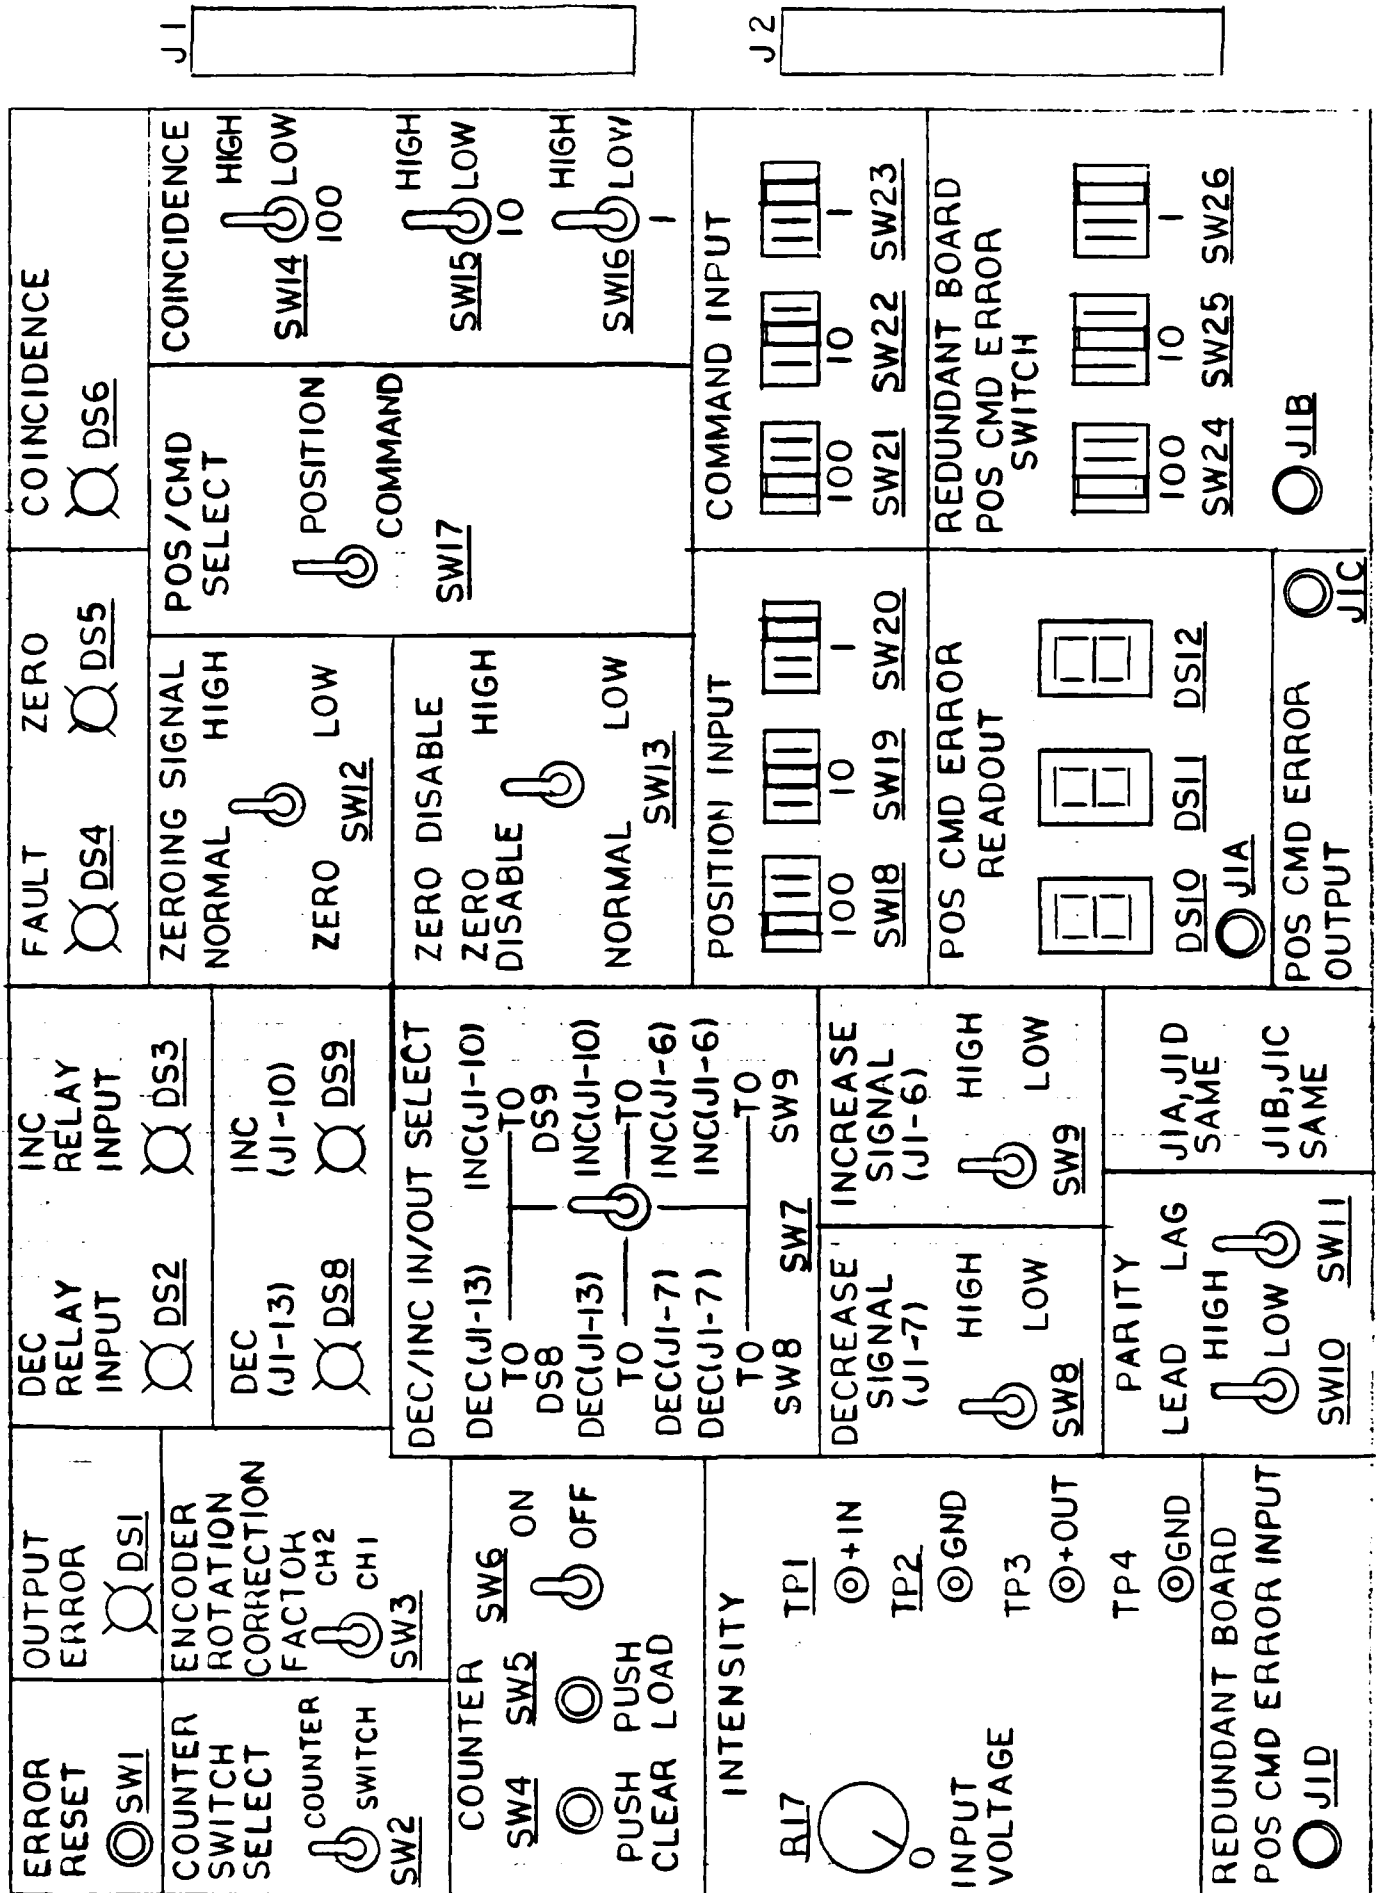 ERROR
RESET
SW1
OUTPUT
ERROR
DS1
DEC
RELAY
INPUT
DS2
INC
RELAY
INPUT
DS3
FAULT
DS4
ZERO
DS5
COINCIDENCE
DS6
J1
COUNTER
SWITCH
SELECT
COUNTER
SWITCH
SW2
ENCODER
ROTATION
CORRECTION
FACTOR
CH2
CH1
SW3
DEC
(J1-13)
DS8
INC
(J1-10)
DS9
ZEROING SIGNAL
NORMAL HIGH
ZERO LOW
SW12
POS/CMD
SELECT
POSITION
COMMAND
SW17
COINCIDENCE
HIGH
SW14 LOW
100
HIGH
SW15 LOW
10
HIGH
SW16 LOW
1
COUNTER
SW4 SW5 SW6
ON
OFF
PUSH PUSH
CLEAR LOAD
DEC/INC IN/OUT SELECT
DEC(J1-13) INC(J1-10)
TO TO
DS8 DS9
DEC(J1-13) INC(J1-10)
TO TO
DEC(J1-7) INC(J1-6)
DEC(J1-7) INC(J1-6)
TO TO
SW8 SW9
SW7
ZERO DISABLE
ZERO HIGH
DISABLE
NORMAL LOW
SW13
INTENSITY
R17
0
INPUT
VOLTAGE
TP1
+IN
TP2
GND
TP3
+OUT
TP4
GND
DECREASE
SIGNAL
(J1-7)
HIGH
LOW
SW8
INCREASE
SIGNAL
(J1-6)
HIGH
LOW
SW9
POSITION INPUT
100 10 1
SW18 SW19 SW20
COMMAND INPUT
100 10 1
SW21 SW22 SW23
J2
POS CMD ERROR
READOUT
DS10 DS11 DS12
J1A
REDUNDANT BOARD
POS CMD ERROR
SWITCH
100 10 1
SW24 SW25 SW26
J1B
REDUNDANT BOARD
POS CMD ERROR INPUT
J1D
PARITY
LEAD LAG
HIGH
LOW
SW10 SW11
J1A,J1D
SAME
J1B,J1C
SAME
POS CMD ERROR
OUTPUT
J1C